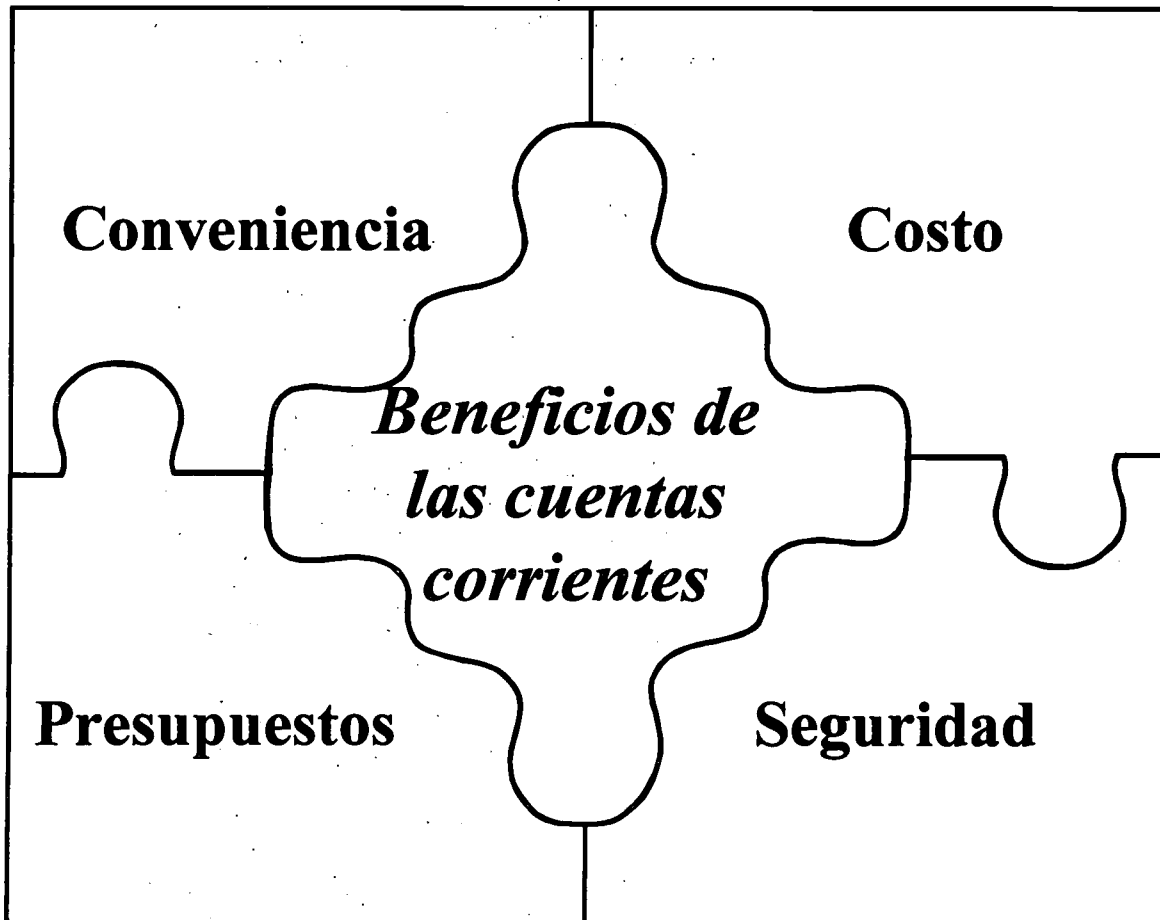 Conveniencia
Costo
Beneficios de
las cuentas
corrientes
Presupuestos
Seguridad